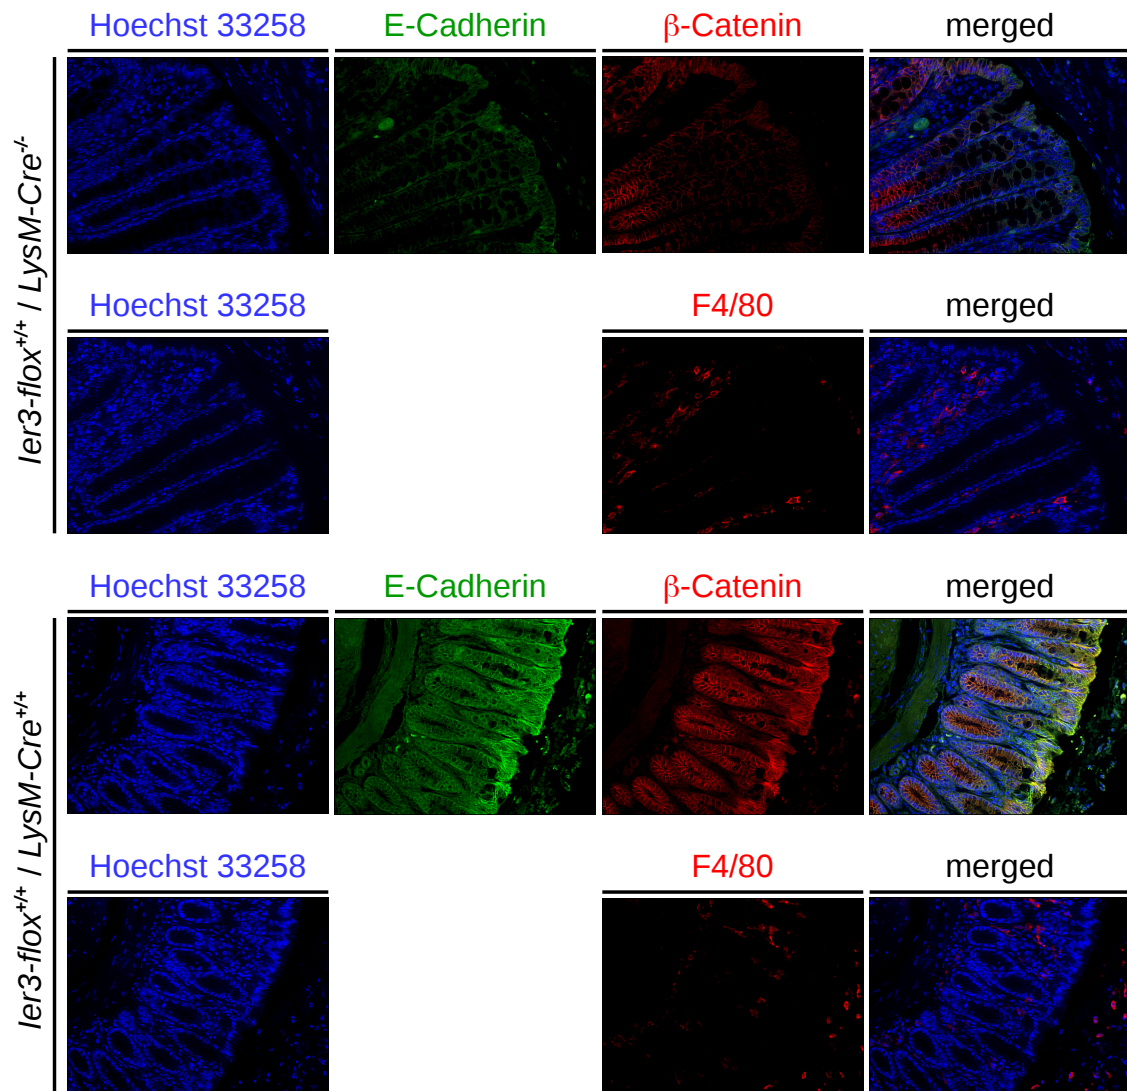 Hoechst 33258 E-Cadherin β-Catenin merged
Ier3-flox+/+ / LysM-Cre-/-
Hoechst 33258 F4/80 merged
Hoechst 33258 E-Cadherin β-Catenin merged
Ier3-flox+/+ / LysM-Cre+/+
Hoechst 33258 F4/80 merged